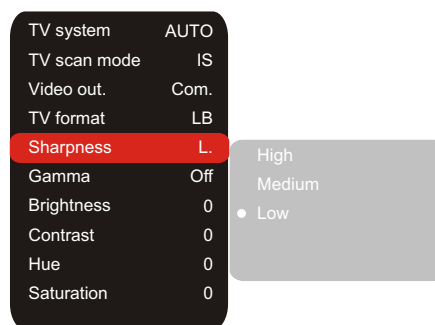 TV system AUTO
TV scan mode IS
Video out. Com.
TV format LB
Sharpness L.
Gamma Off
Brightness 0
Contrast 0
Hue 0
Saturation 0
High
Medium
Low